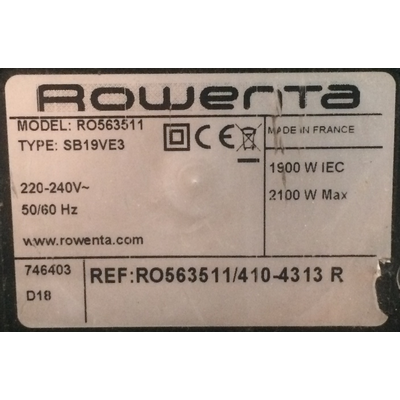 Rowenta
MODEL: RO563511
TYPE: SB19VE3
CE
MADE IN FRANCE
220-240V~
50/60 Hz
1900 W IEC
2100 W Max
www.rowenta.com
746403
D18
REF:RO563511/410-4313 R